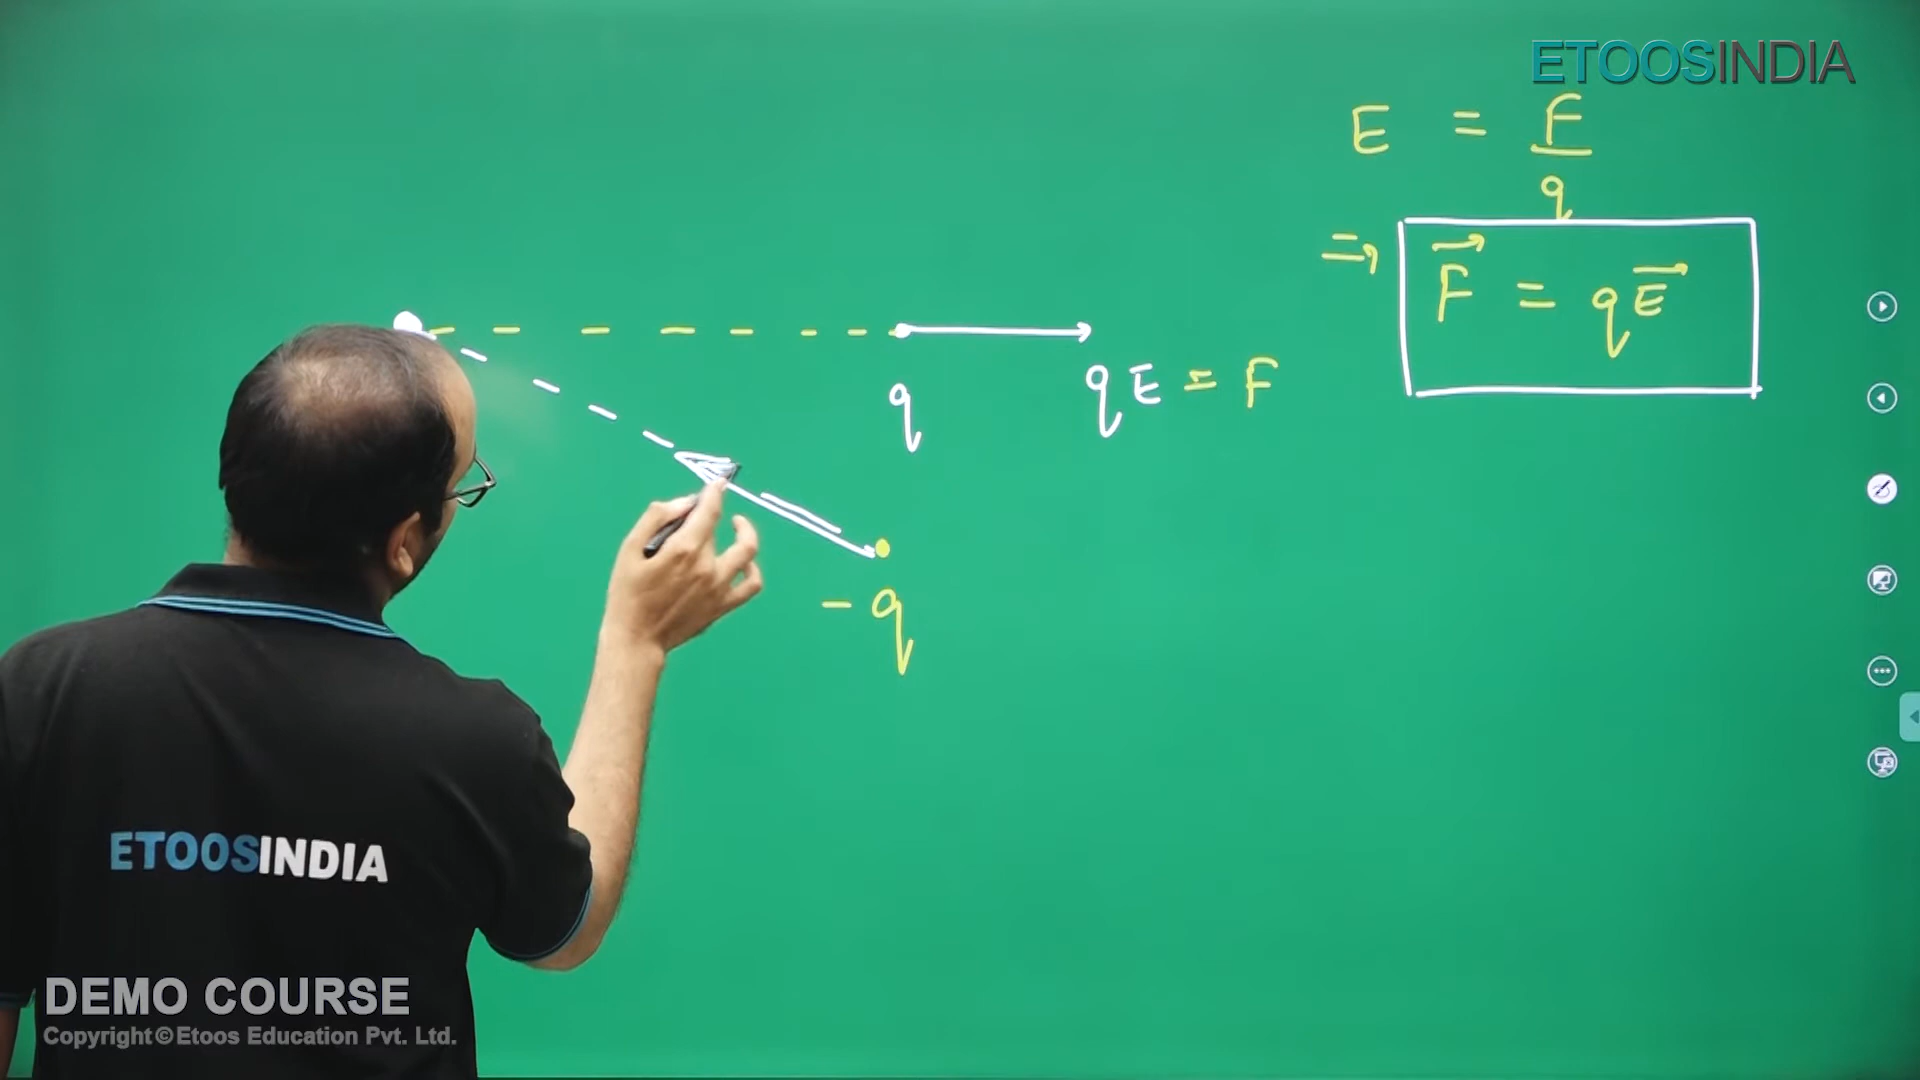 ETOOSINDIA
E = F
q
⇒ F⃗ = qE⃗
q
qE = F
- q
ETOOSINDIA
DEMO COURSE
Copyright©Etoos Education Pvt. Ltd.